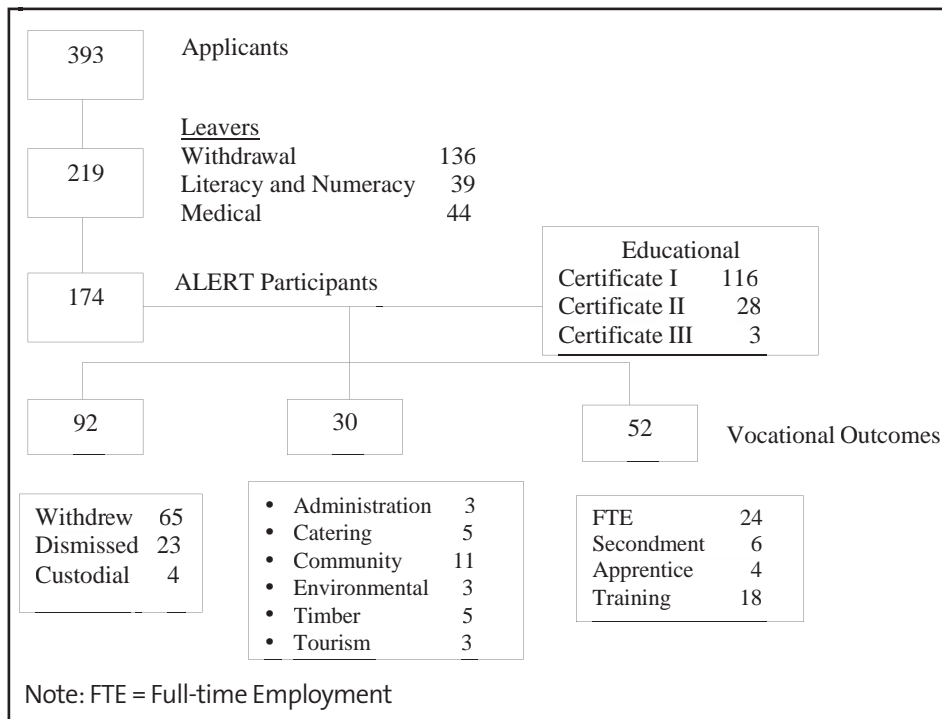 393 Applicants
Leavers
219
Withdrawal 136
Literacy and Numeracy 39
Medical 44
174 ALERT Participants
Educational
Certificate I 116
Certificate II 28
Certificate III 3
92 30 52 Vocational Outcomes
Withdrew 65
Dismissed 23
Custodial 4
• Administration 3
• Catering 5
• Community 11
• Environmental 3
• Timber 5
• Tourism 3
FTE 24
Secondment 6
Apprentice 4
Training 18
Note: FTE = Full-time Employment